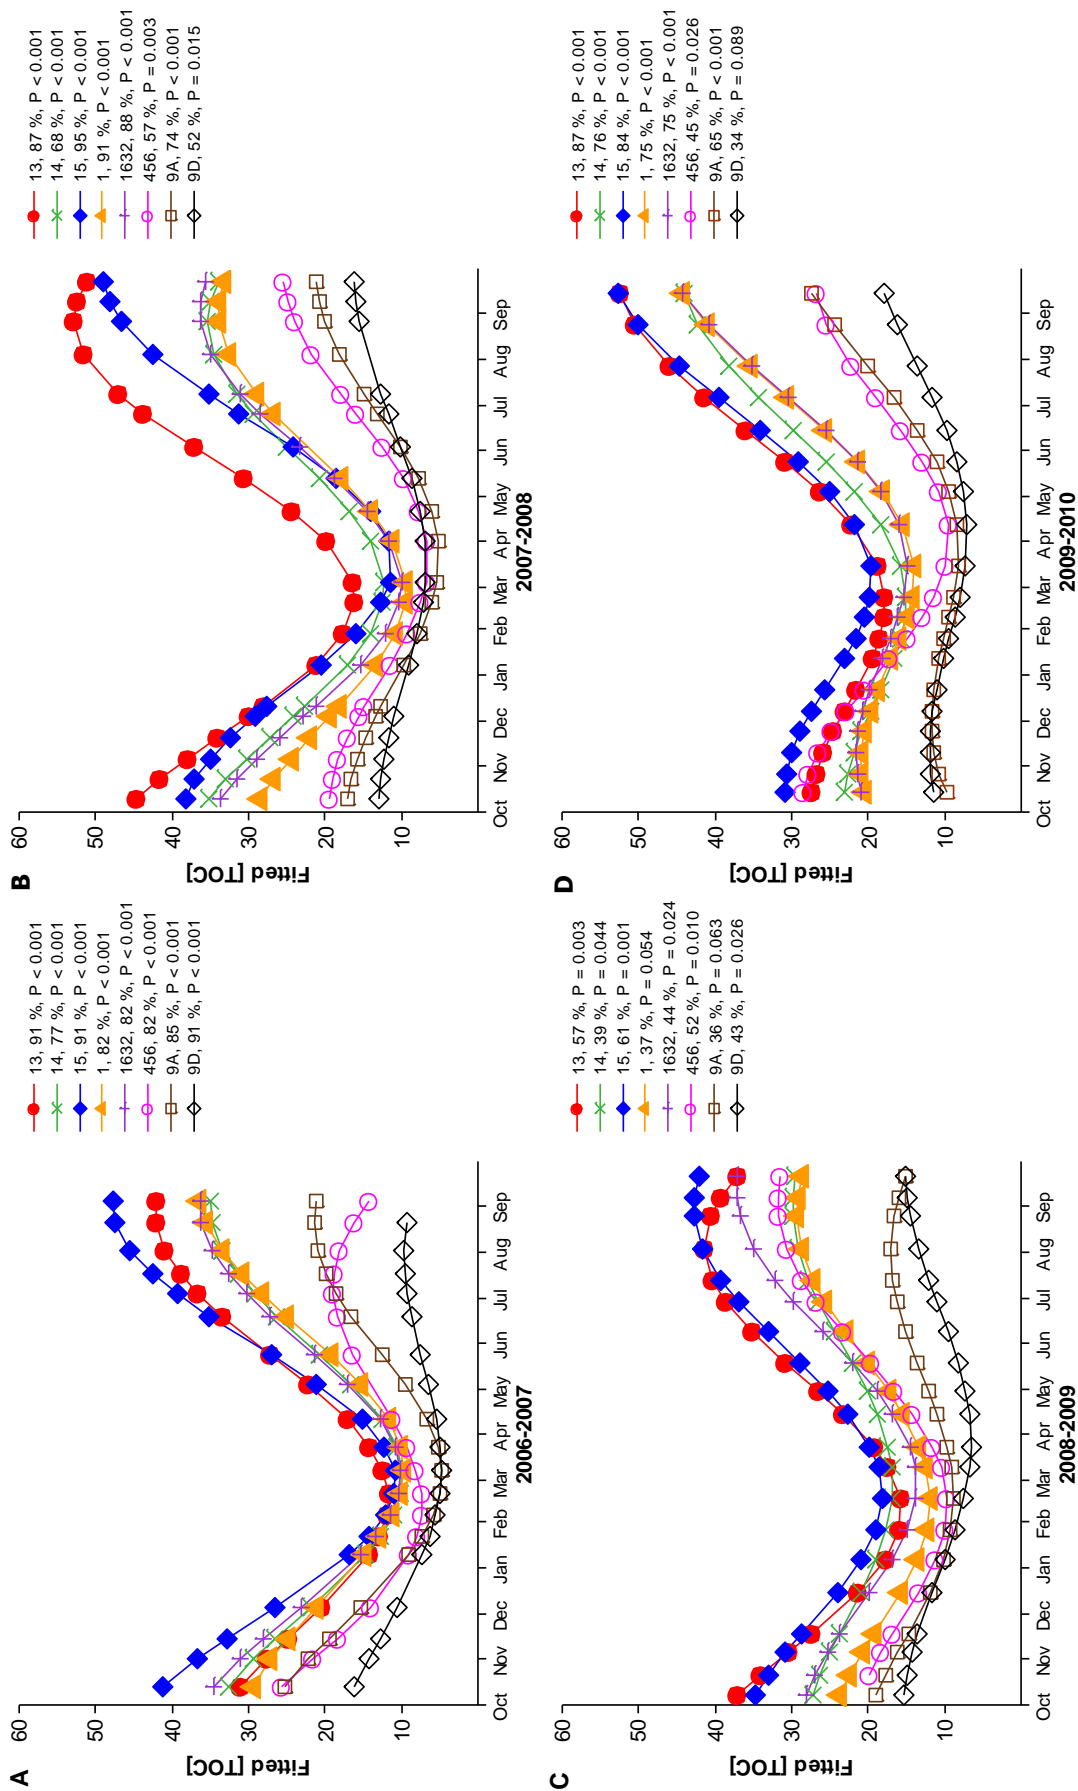 A
60
50
40
30
20
10
Fitted [TOC]
Oct Nov Dec Jan Feb Mar Apr May Jun Jul Aug Sep
2006-2007
13, 91 %, P < 0.001
14, 77 %, P < 0.001
15, 91 %, P < 0.001
1, 82 %, P < 0.001
1632, 82 %, P < 0.001
456, 82 %, P < 0.001
9A, 85 %, P < 0.001
9D, 91 %, P < 0.001
B
60
50
40
30
20
10
Fitted [TOC]
Oct Nov Dec Jan Feb Mar Apr May Jun Jul Aug Sep
2007-2008
13, 87 %, P < 0.001
14, 68 %, P < 0.001
15, 95 %, P < 0.001
1, 91 %, P < 0.001
1632, 88 %, P < 0.001
456, 57 %, P = 0.003
9A, 74 %, P < 0.001
9D, 52 %, P = 0.015
C
60
50
40
30
20
10
Fitted [TOC]
Oct Nov Dec Jan Feb Mar Apr May Jun Jul Aug Sep
2008-2009
13, 57 %, P = 0.003
14, 39 %, P = 0.044
15, 61 %, P = 0.001
1, 37 %, P = 0.054
1632, 44 %, P = 0.024
456, 52 %, P = 0.010
9A, 36 %, P = 0.063
9D, 43 %, P = 0.026
D
60
50
40
30
20
10
Fitted [TOC]
Oct Nov Dec Jan Feb Mar Apr May Jun Jul Aug Sep
2009-2010
13, 87 %, P < 0.001
14, 76 %, P < 0.001
15, 84 %, P < 0.001
1, 75 %, P < 0.001
1632, 75 %, P < 0.001
456, 45 %, P = 0.026
9A, 65 %, P < 0.001
9D, 34 %, P = 0.089